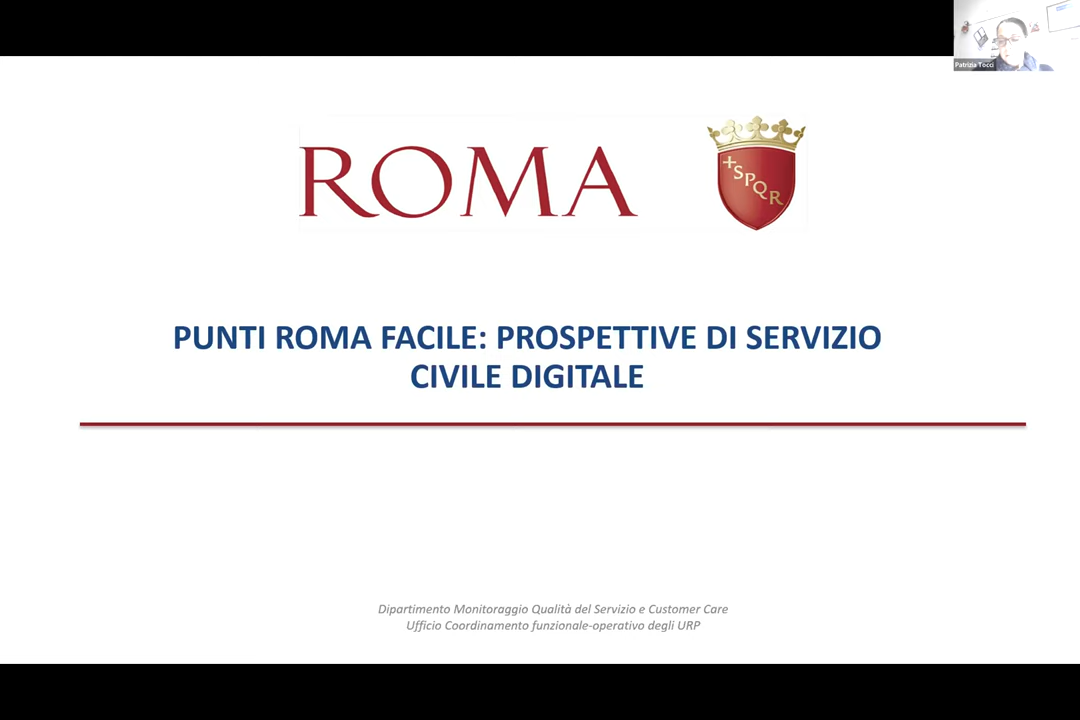 Patrizia Tocci
ROMA
+SPQR
PUNTI ROMA FACILE: PROSPETTIVE DI SERVIZIO
CIVILE DIGITALE
Dipartimento Monitoraggio Qualità del Servizio e Customer Care
Ufficio Coordinamento funzionale-operativo degli URP